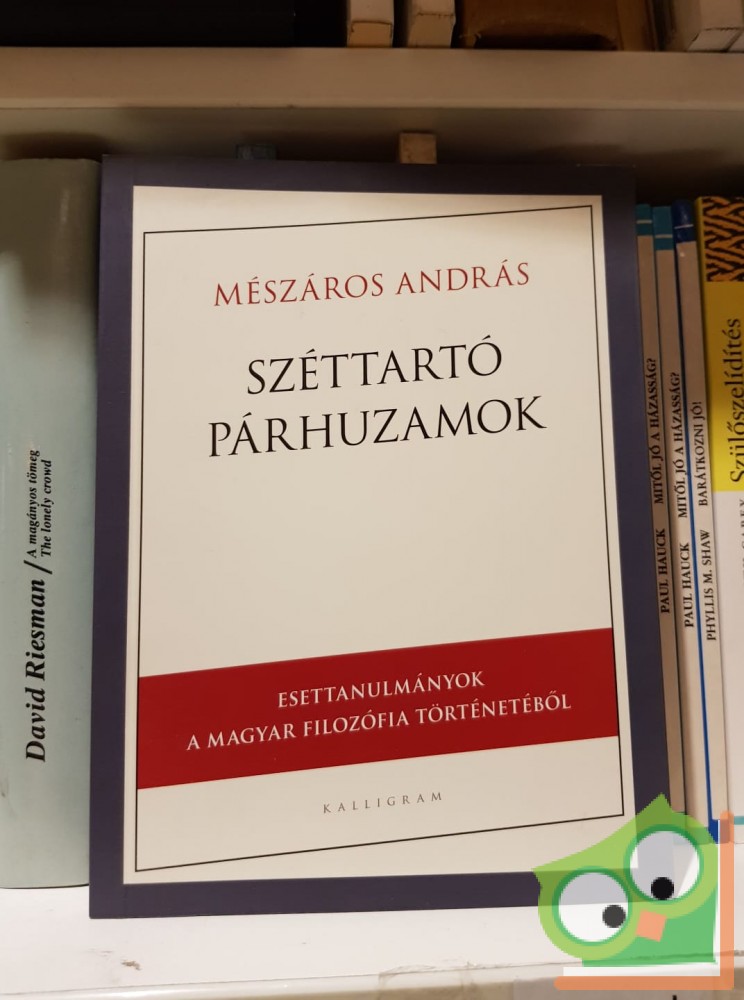 MÉSZÁROS ANDRÁS
SZÉTTARTÓ
PÁRHUZAMOK
ESETTANULMÁNYOK
A MAGYAR FILOZÓFIA TÖRTÉNETÉBŐL
KALLIGRAM
David Riesman / A magányos tömeg
The lonely crowd
PAUL HAUCK MITŐL JÓ A HÁZASSÁG?
PAUL HAUCK MITŐL JÓ A HÁZASSÁG?
PHYLLIS M. SHAW BARÁTKOZNI JÓ!
Szülőszelídítés